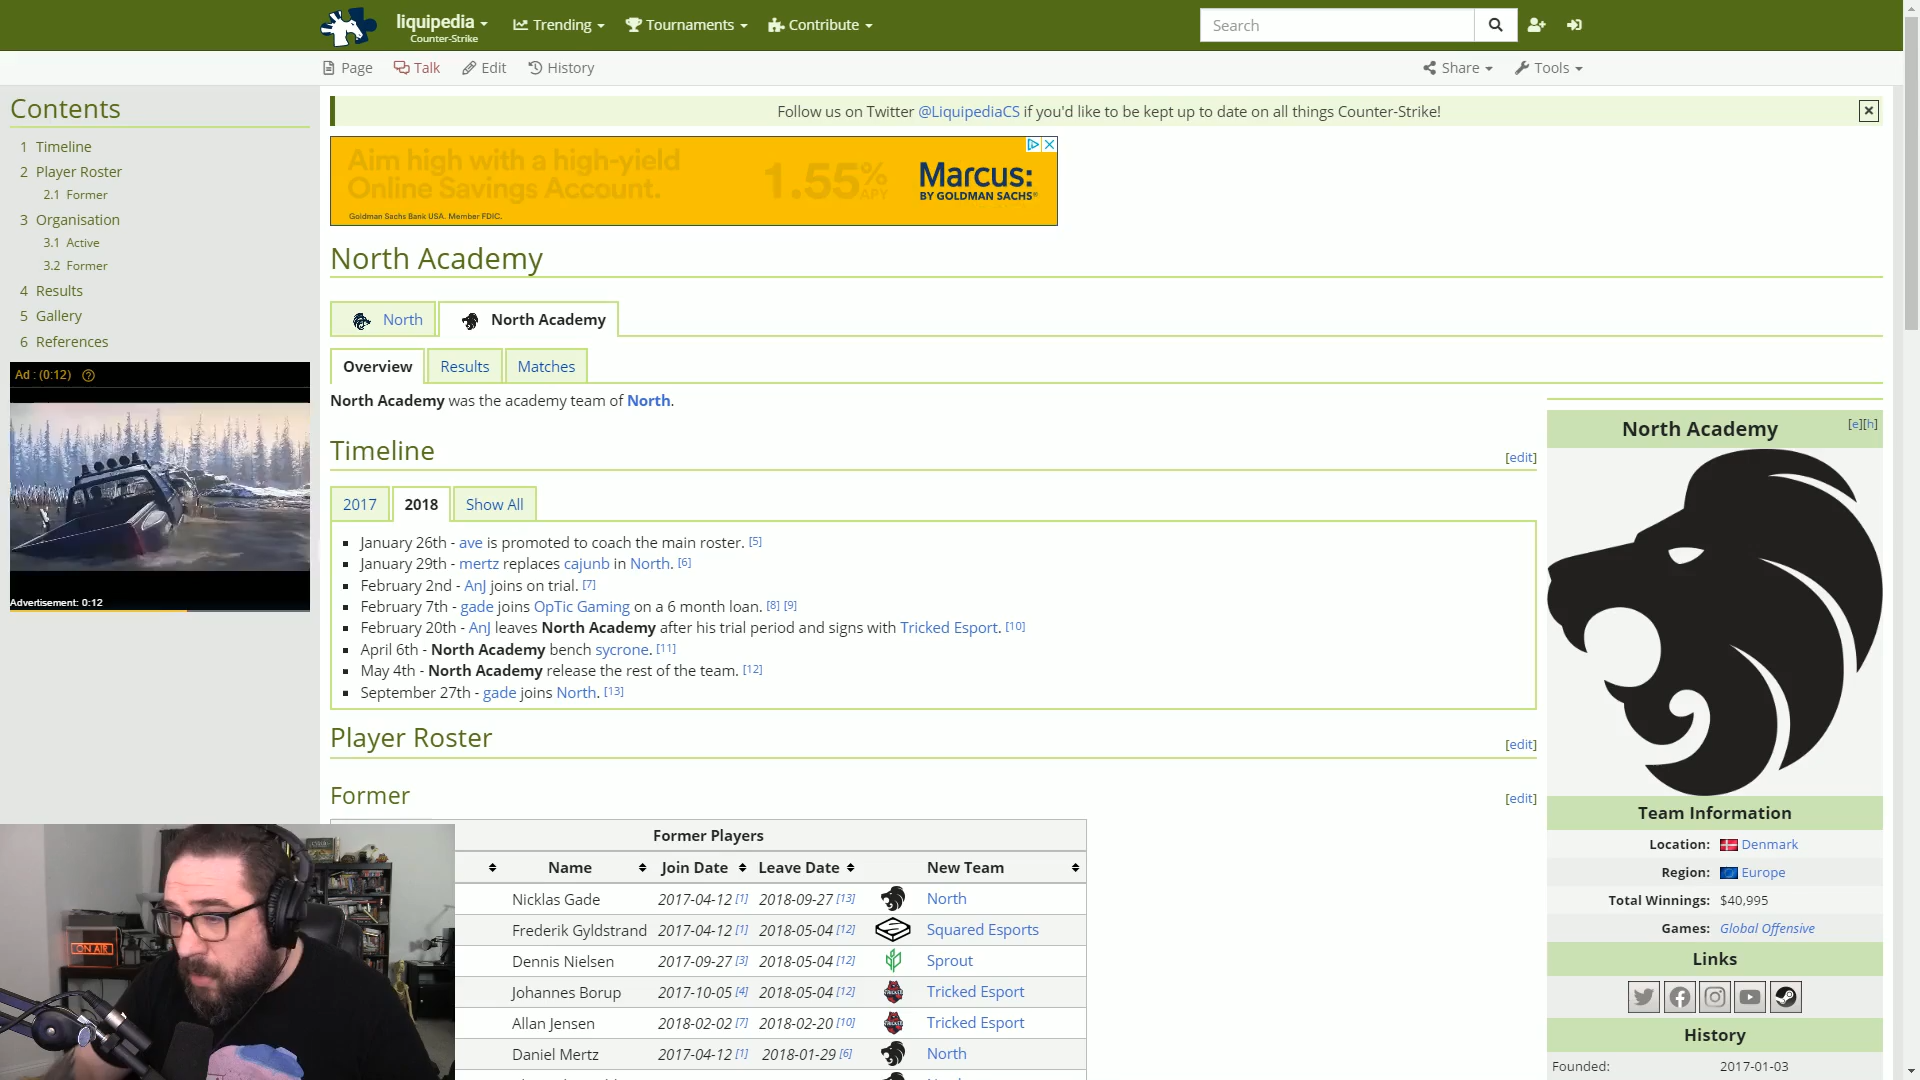 liquipedia
Counter-Strike
Trending
Tournaments
Contribute
Search
Page
Talk
Edit
History
Share
Tools
Contents
1 Timeline
2 Player Roster
2.1 Former
3 Organisation
3.1 Active
3.2 Former
4 Results
5 Gallery
6 References
Ad : (0:12)
Advertisement: 0:12
Follow us on Twitter @LiquipediaCS if you'd like to be kept up to date on all things Counter-Strike!
Aim high with a high-yield
Online Savings Account.
1.55% APY
Marcus:
BY GOLDMAN SACHS®
Goldman Sachs Bank USA. Member FDIC.
North Academy
North
North Academy
Overview
Results
Matches
North Academy was the academy team of North.
Timeline
[edit]
2017
2018
Show All
January 26th - ave is promoted to coach the main roster. [5]
January 29th - mertz replaces cajunb in North. [6]
February 2nd - AnJ joins on trial. [7]
February 7th - gade joins OpTic Gaming on a 6 month loan. [8] [9]
February 20th - AnJ leaves North Academy after his trial period and signs with Tricked Esport. [10]
April 6th - North Academy bench sycrone. [11]
May 4th - North Academy release the rest of the team. [12]
September 27th - gade joins North. [13]
Player Roster
[edit]
Former
[edit]
Former Players
Name Join Date Leave Date New Team
Nicklas Gade 2017-04-12 [1] 2018-09-27 [13] North
Frederik Gyldstrand 2017-04-12 [1] 2018-05-04 [12] Squared Esports
Dennis Nielsen 2017-09-27 [3] 2018-05-04 [12] Sprout
Johannes Borup 2017-10-05 [4] 2018-05-04 [12] Tricked Esport
Allan Jensen 2018-02-02 [7] 2018-02-20 [10] Tricked Esport
Daniel Mertz 2017-04-12 [1] 2018-01-29 [6] North
North Academy
[e][h]
Team Information
Location: Denmark
Region: Europe
Total Winnings: $40,995
Games: Global Offensive
Links
History
Founded: 2017-01-03
ON AIR